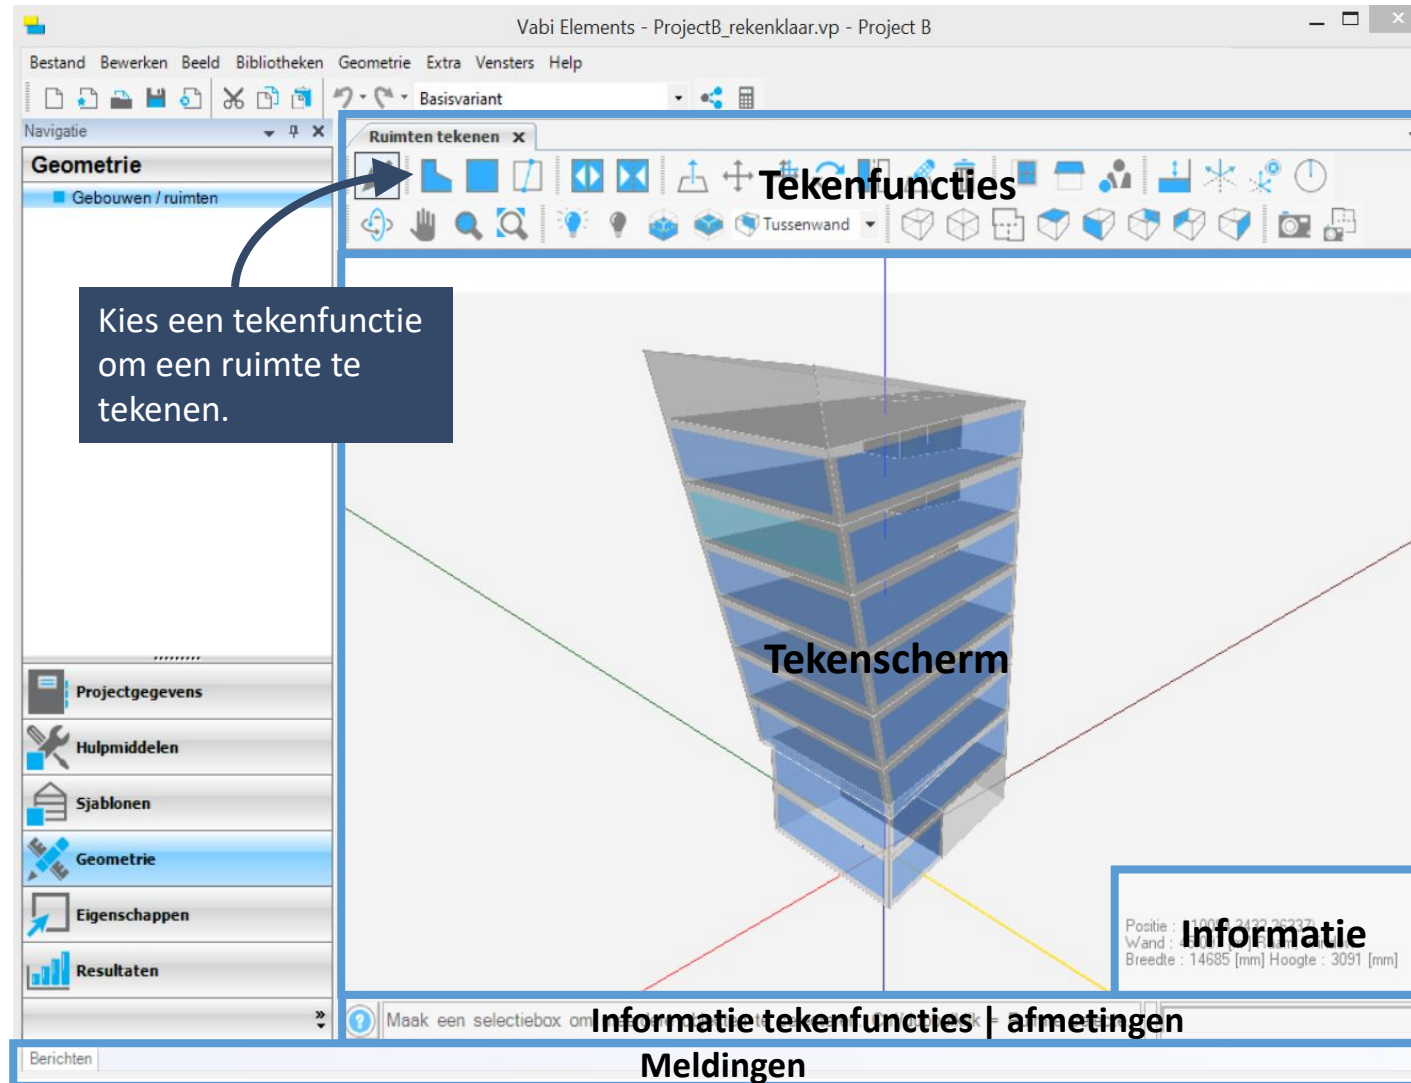 Vabi Elements - ProjectB_rekenklaar.vp - Project B
Bestand Bewerken Beeld Bibliotheken Geometrie Extra Vensters Help
Basisvariant
Navigatie
Ruimten tekenen
Geometrie
Gebouwen / ruimten
Tekenfuncties
Tussenwand
Kies een tekenfunctie
om een ruimte te
tekenen.
Tekenscherm
Projectgegevens
Hulpmiddelen
Sjablonen
Geometrie
Eigenschappen
Resultaten
Informatie
Positie :
Wand :
Breedte : 14685 [mm] Hoogte : 3091 [mm]
Maak een selectiebox om
Informatie tekenfuncties | afmetingen
Berichten
Meldingen